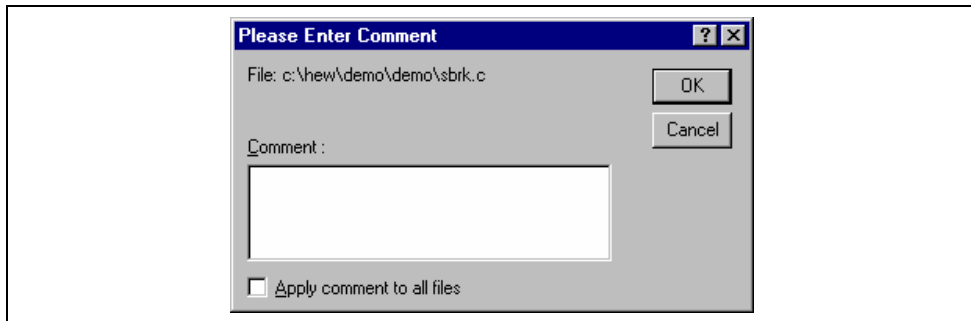 Please Enter Comment
File: c:\hew\demo\demo\sbrk.c
OK
Cancel
Comment :
Apply comment to all files